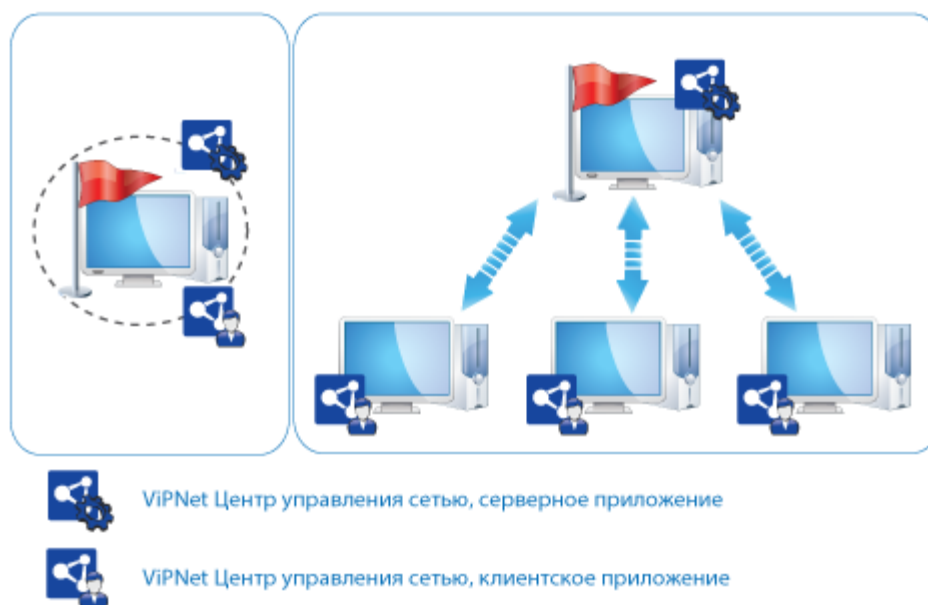 ViPNet Центр управления сетью, серверное приложение
ViPNet Центр управления сетью, клиентское приложение